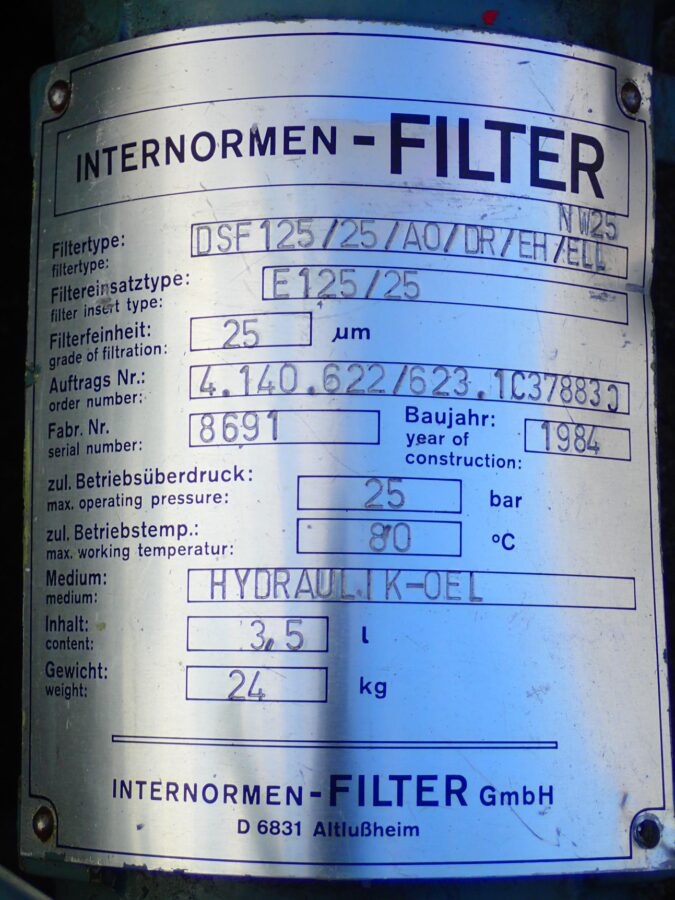 INTERNORMEN-FILTER
NW25
Filtertype: DSF125/25/AO/DR/EH/ELL
filtertype:
Filtereinsatztype: E125/25
filter insert type:
Filterfeinheit: 25 µm
grade of filtration:
Auftrags Nr.: 4.140.622/623.1C37883J
order number:
Fabr. Nr. 8691 Baujahr: 1984
serial number: year of
construction:
zul. Betriebsüberdruck: 25 bar
max. operating pressure:
zul. Betriebstemp.: 80 °C
max. working temperatur:
Medium: HYDRAULIK-OEL
medium:
Inhalt: 3,5 l
content:
Gewicht: 24 kg
weight:
INTERNORMEN-FILTER GmbH
D 6831 Altlußheim